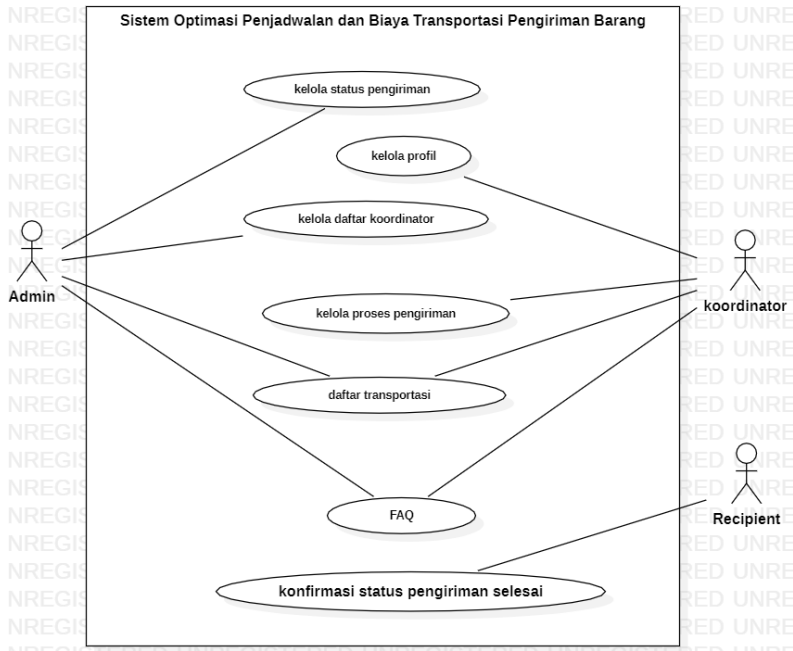 Sistem Optimasi Penjadwalan dan Biaya Transportasi Pengiriman Barang
kelola status pengiriman
kelola profil
kelola daftar koordinator
Admin
koordinator
kelola proses pengiriman
daftar transportasi
FAQ
Recipient
konfirmasi status pengiriman selesai